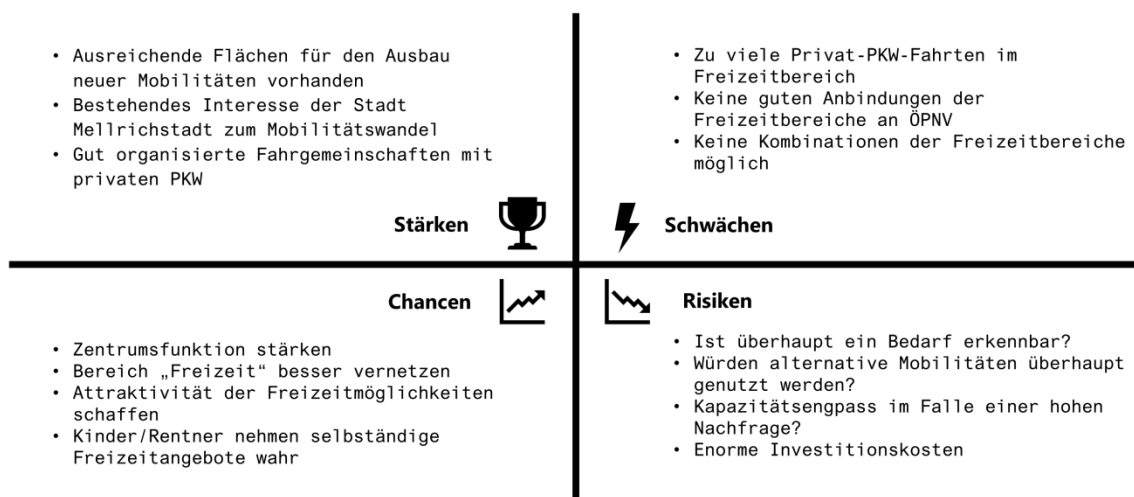 • Ausreichende Flächen für den Ausbau
neuer Mobilitäten vorhanden
• Bestehendes Interesse der Stadt
Mellrichstadt zum Mobilitätswandel
• Gut organisierte Fahrgemeinschaften mit
privaten PKW
Stärken
• Zu viele Privat-PKW-Fahrten im
Freizeitbereich
• Keine guten Anbindungen der
Freizeitbereiche an ÖPNV
• Keine Kombinationen der Freizeitbereiche
möglich
Schwächen
Chancen
• Zentrumsfunktion stärken
• Bereich „Freizeit“ besser vernetzen
• Attraktivität der Freizeitmöglichkeiten
schaffen
• Kinder/Rentner nehmen selbständige
Freizeitangebote wahr
Risiken
• Ist überhaupt ein Bedarf erkennbar?
• Würden alternative Mobilitäten überhaupt
genutzt werden?
• Kapazitätsengpass im Falle einer hohen
Nachfrage?
• Enorme Investitionskosten